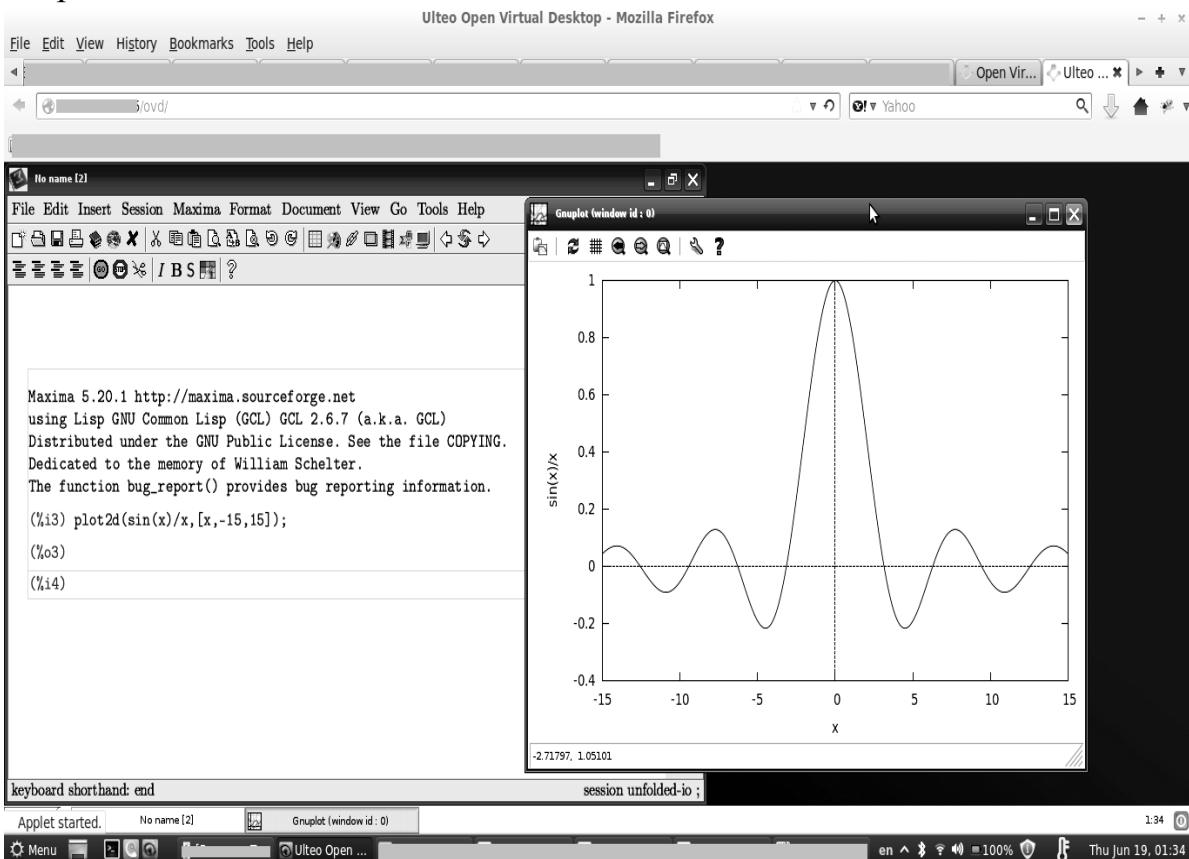 Ulteo Open Virtual Desktop - Mozilla Firefox
File Edit View History Bookmarks Tools Help
Open Vir... Ulteo ...
/ovd/
Yahoo
No name [2]
File Edit Insert Session Maxima Format Document View Go Tools Help
I B S ?
Maxima 5.20.1 http://maxima.sourceforge.net
using Lisp GNU Common Lisp (GCL) GCL 2.6.7 (a.k.a. GCL)
Distributed under the GNU Public License. See the file COPYING.
Dedicated to the memory of William Schelter.
The function bug_report() provides bug reporting information.
(%i3) plot2d(sin(x)/x,[x,-15,15]);
(%o3)
(%i4)
keyboard shorthand: end
session unfolded-io ;
Gnuplot (window id : 0)
?
1
0.8
0.6
0.4
0.2
0
-0.2
-0.4
sin(x)/x
-15 -10 -5 0 5 10 15
x
-2.71797, 1.05101
Applet started. No name [2] Gnuplot (window id : 0) 1:34
Menu Ulteo Open ... en 100% Thu Jun 19, 01:34